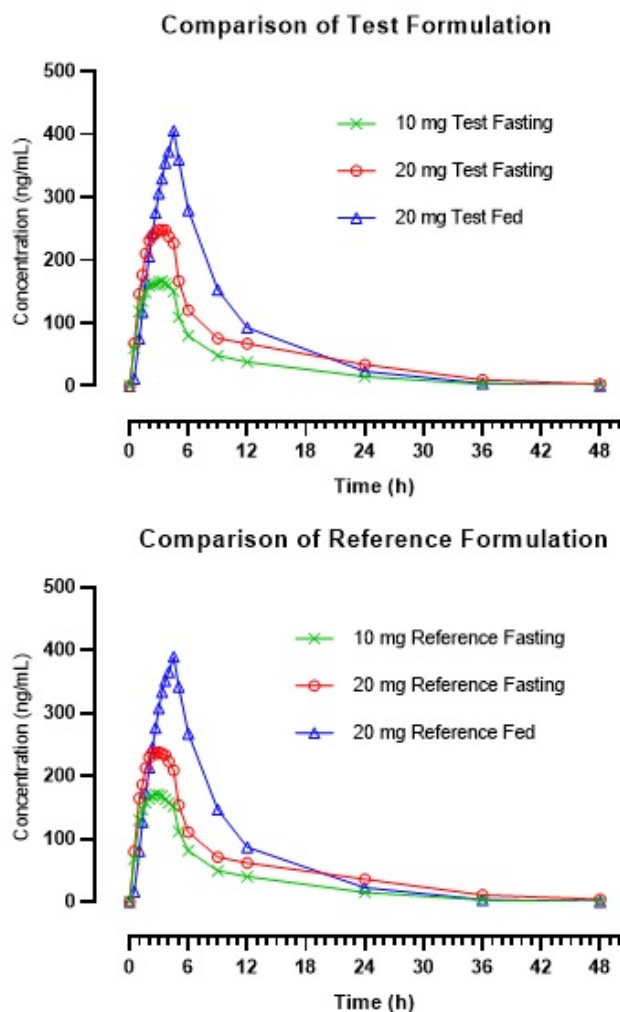 Comparison of Test Formulation
500
400
300
200
100
0
Concentration (ng/mL)
10 mg Test Fasting
20 mg Test Fasting
20 mg Test Fed
0 6 12 18 24 30 36 42 48
Time (h)
Comparison of Reference Formulation
500
400
300
200
100
0
Concentration (ng/mL)
10 mg Reference Fasting
20 mg Reference Fasting
20 mg Reference Fed
0 6 12 18 24 30 36 42 48
Time (h)